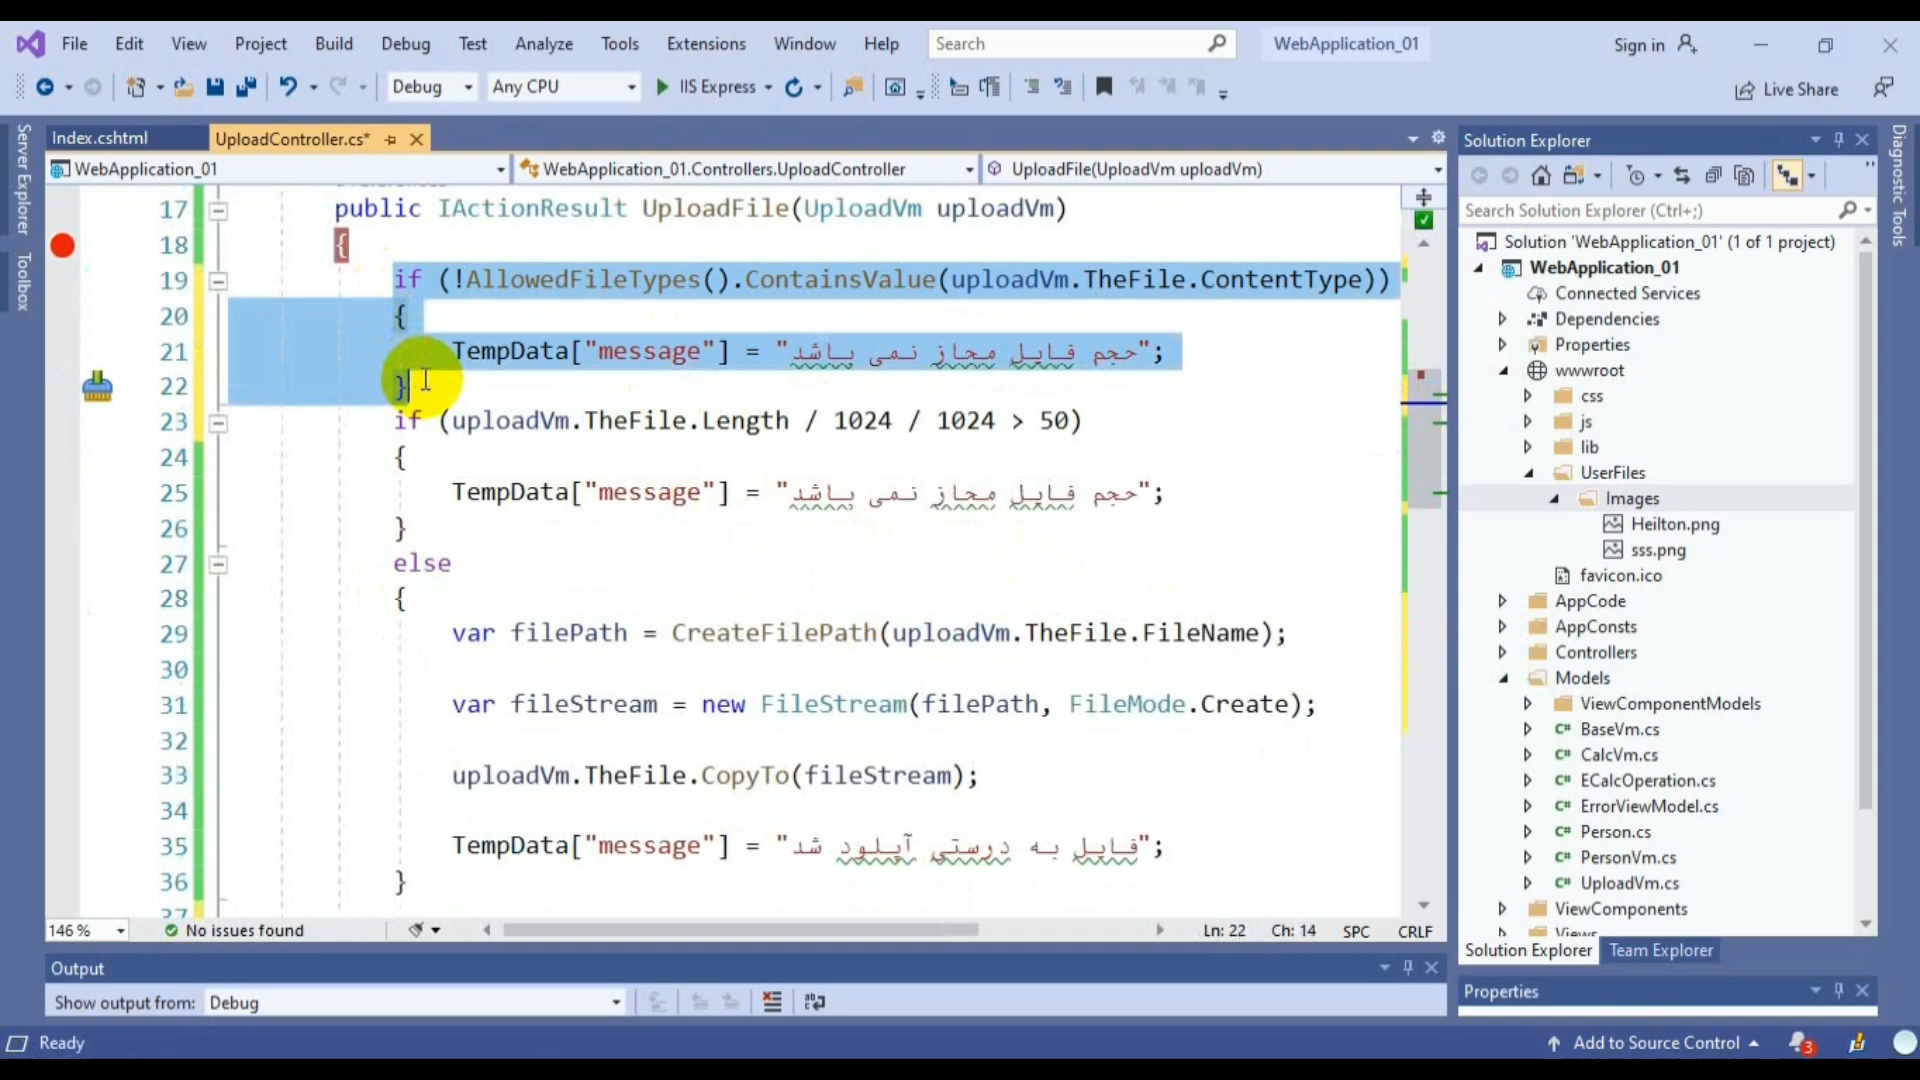 File Edit View Project Build Debug Test Analyze Tools Extensions Window Help Search WebApplication_01 Sign in
Debug Any CPU IIS Express Live Share
Server Explorer
Toolbox
Index.cshtml UploadController.cs*
WebApplication_01 WebApplication_01.Controllers.UploadController UploadFile(UploadVm uploadVm)
17 public IActionResult UploadFile(UploadVm uploadVm)
18 {
19 if (!AllowedFileTypes().ContainsValue(uploadVm.TheFile.ContentType))
20 {
21 TempData["message"] = "حجم فایل مجاز نمی باشد";
22 }
23 if (uploadVm.TheFile.Length / 1024 / 1024 > 50)
24 {
25 TempData["message"] = "حجم فایل مجاز نمی باشد";
26 }
27 else
28 {
29 var filePath = CreateFilePath(uploadVm.TheFile.FileName);
30
31 var fileStream = new FileStream(filePath, FileMode.Create);
32
33 uploadVm.TheFile.CopyTo(fileStream);
34
35 TempData["message"] = "فایل به درستی آپلود شد";
36 }
37
146 % No issues found Ln: 22 Ch: 14 SPC CRLF
Output
Show output from: Debug
Solution Explorer
Search Solution Explorer (Ctrl+;)
Solution 'WebApplication_01' (1 of 1 project)
WebApplication_01
Connected Services
Dependencies
Properties
wwwroot
css
js
lib
UserFiles
Images
Heilton.png
sss.png
favicon.ico
AppCode
AppConsts
Controllers
Models
ViewComponentModels
C# BaseVm.cs
C# CalcVm.cs
C# ECalcOperation.cs
C# ErrorViewModel.cs
C# Person.cs
C# PersonVm.cs
C# UploadVm.cs
ViewComponents
Views
Solution Explorer Team Explorer
Properties
Diagnostic Tools
Ready Add to Source Control 3